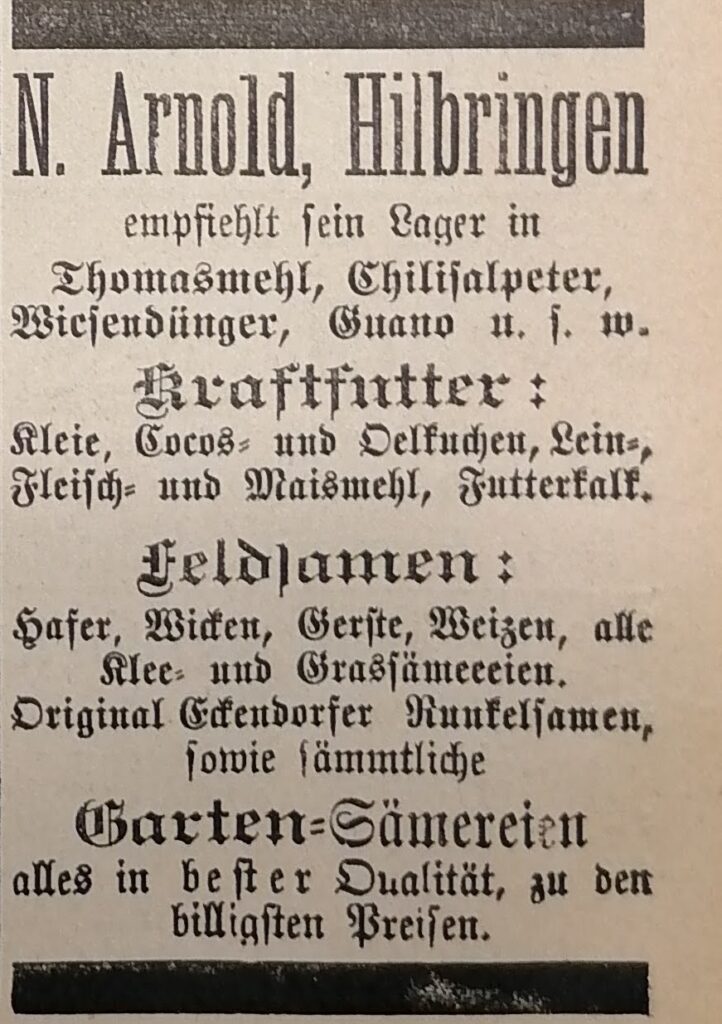 N. Arnold, Hilbringen
empfiehlt sein Lager in
Thomasmehl, Chilisalpeter,
Wiesendünger, Guano u. s. w.
Kraftfutter:
Kleie, Cocos- und Oelkuchen, Lein-,
Fleisch- und Maismehl, Futterkalk.
Feldsamen:
Hafer, Wicken, Gerste, Weizen, alle
Klee- und Grassämeeeien.
Original Eckendorfer Runkelsamen,
sowie sämmtliche
Garten-Sämereien
alles in bester Qualität, zu den
billigsten Preisen.